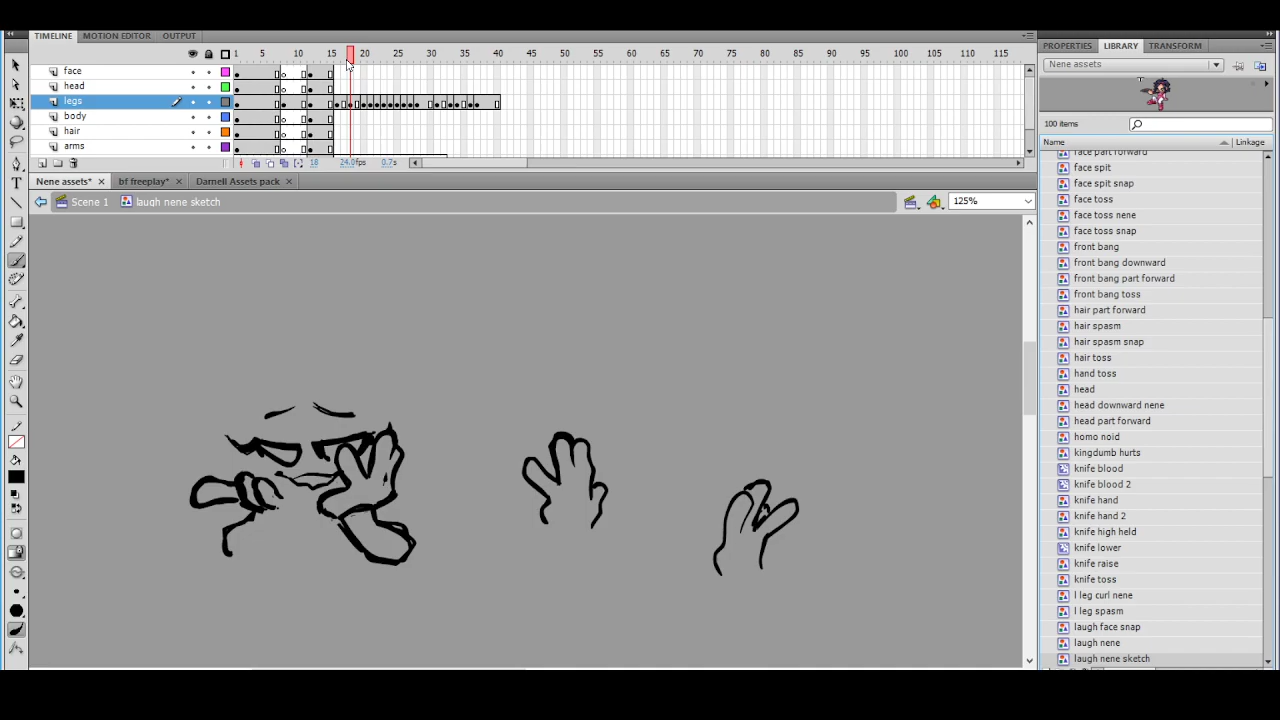 TIMELINE MOTION EDITOR OUTPUT
1 5 10 15 20 25 30 35 40 45 50 55 60 65 70 75 80 85 90 95 100 105 110 115
face
head
legs
body
hair
arms
18 24.0fps 0.7s
Nene assets* bf freeplay* Darnell Assets pack
Scene 1 laugh nene sketch 125%
PROPERTIES LIBRARY TRANSFORM
Nene assets
100 items
Name Linkage
face part forward
face spit
face spit snap
face toss
face toss nene
face toss snap
front bang
front bang downward
front bang part forward
front bang toss
hair part forward
hair spasm
hair spasm snap
hair toss
hand toss
head
head downward nene
head part forward
homo noid
kingdumb hurts
knife blood
knife blood 2
knife hand
knife hand 2
knife high held
knife lower
knife raise
knife toss
l leg curl nene
l leg spasm
laugh face snap
laugh nene
laugh nene sketch